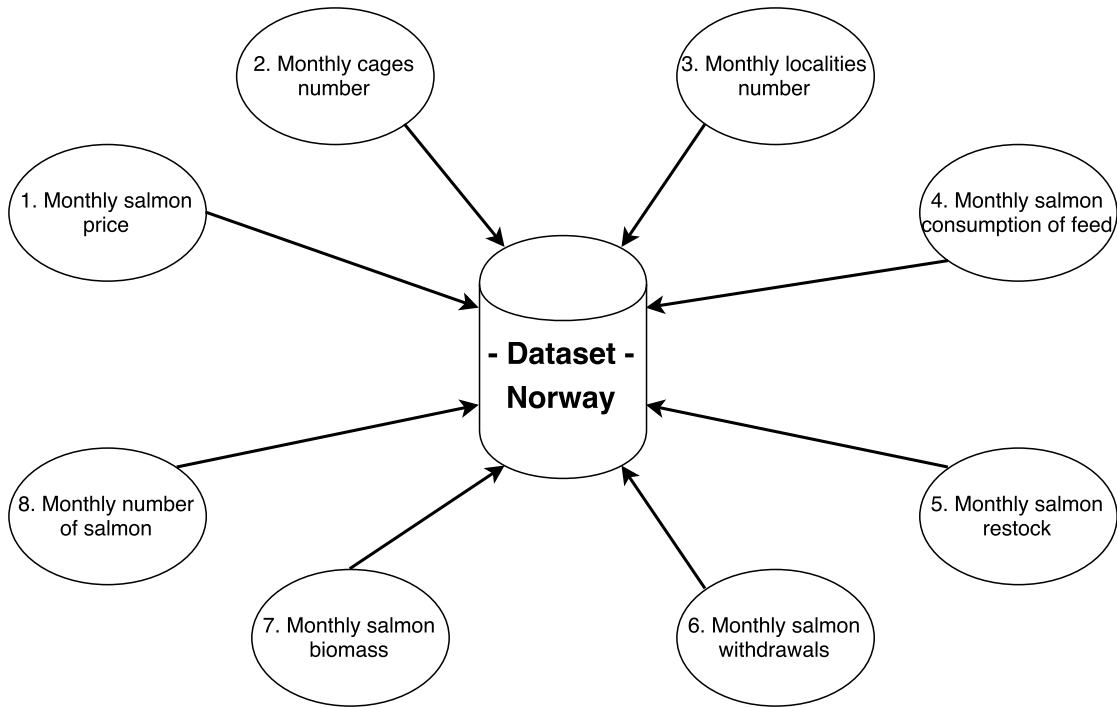 1. Monthly salmon
price
2. Monthly cages
number
3. Monthly localities
number
4. Monthly salmon
consumption of feed
- Dataset -
Norway
5. Monthly salmon
restock
6. Monthly salmon
withdrawals
7. Monthly salmon
biomass
8. Monthly number
of salmon